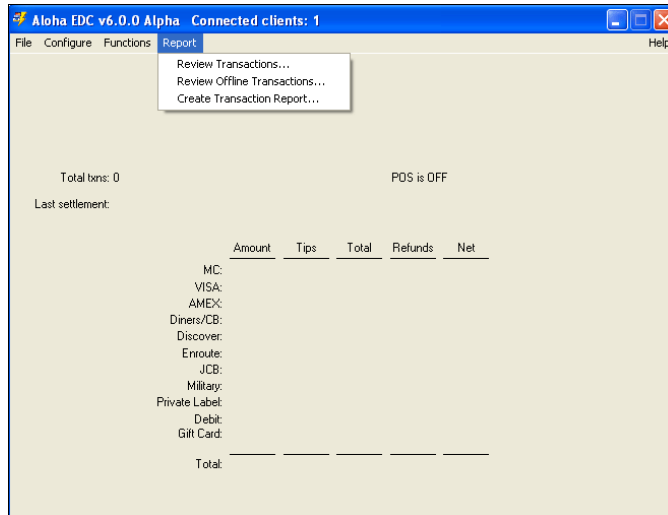 Aloha EDC v6.0.0 Alpha Connected clients: 1
File Configure Functions Report Help
Review Transactions...
Review Offline Transactions...
Create Transaction Report...
Total txns: 0 POS is OFF
Last settlement:
Amount Tips Total Refunds Net
MC:
VISA:
AMEX:
Diners/CB:
Discover:
Enroute:
JCB:
Military:
Private Label:
Debit:
Gift Card:
Total: